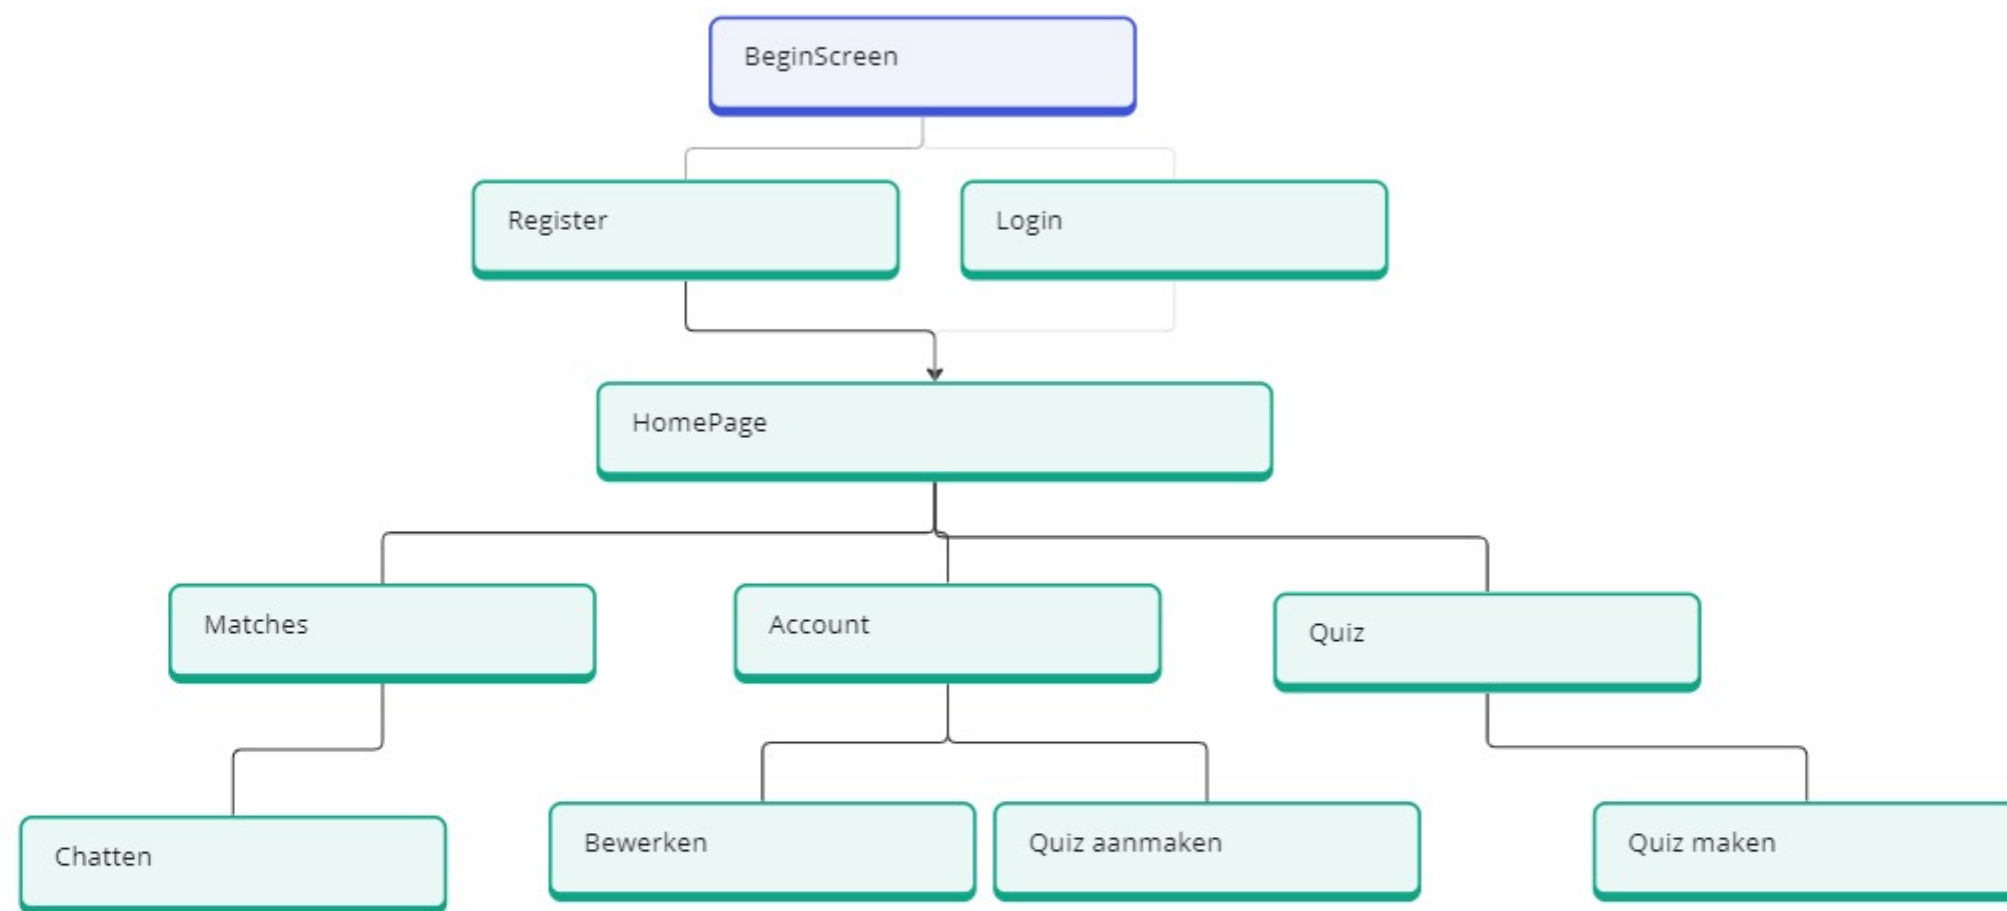 BeginScreen
Register
Login
HomePage
Matches
Account
Quiz
Chatten
Bewerken
Quiz aanmaken
Quiz maken